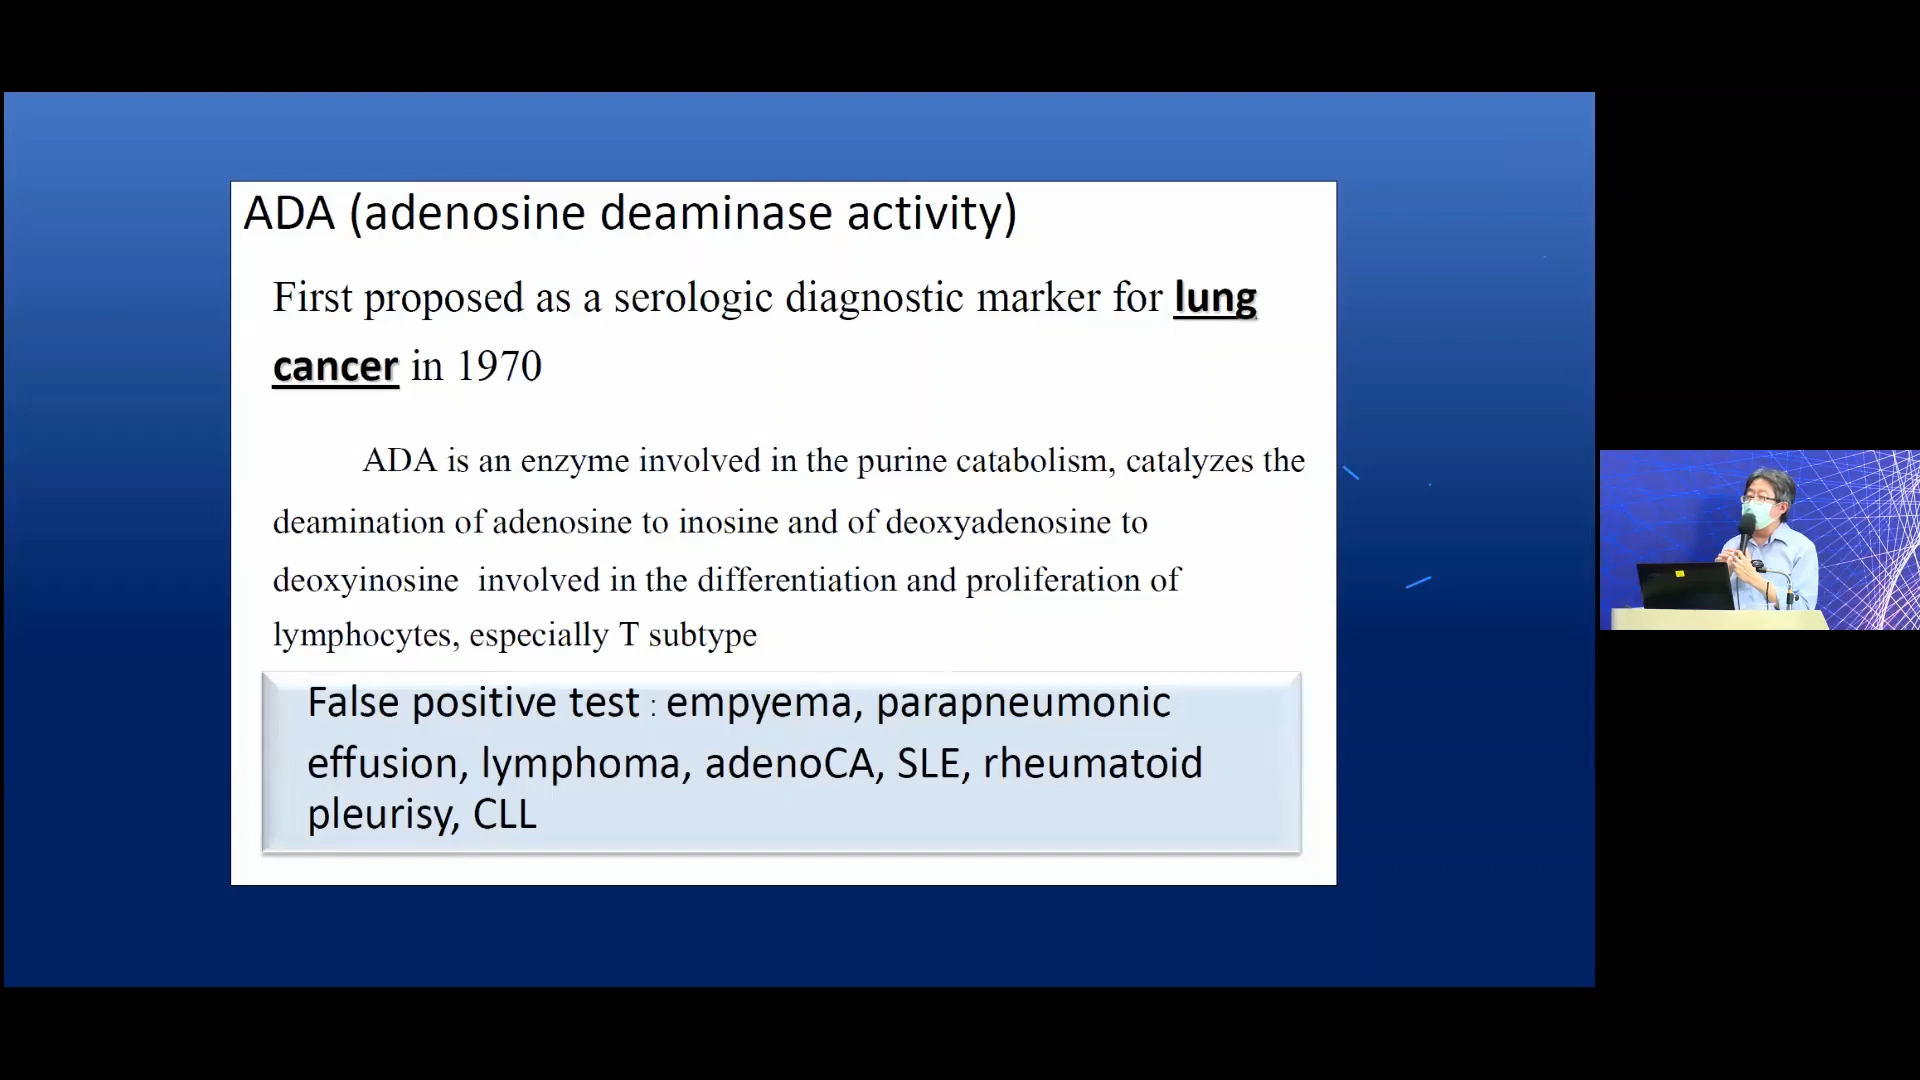 ADA (adenosine deaminase activity)
First proposed as a serologic diagnostic marker for lung
cancer in 1970
ADA is an enzyme involved in the purine catabolism, catalyzes the
deamination of adenosine to inosine and of deoxyadenosine to
deoxyinosine involved in the differentiation and proliferation of
lymphocytes, especially T subtype
False positive test : empyema, parapneumonic
effusion, lymphoma, adenoCA, SLE, rheumatoid
pleurisy, CLL